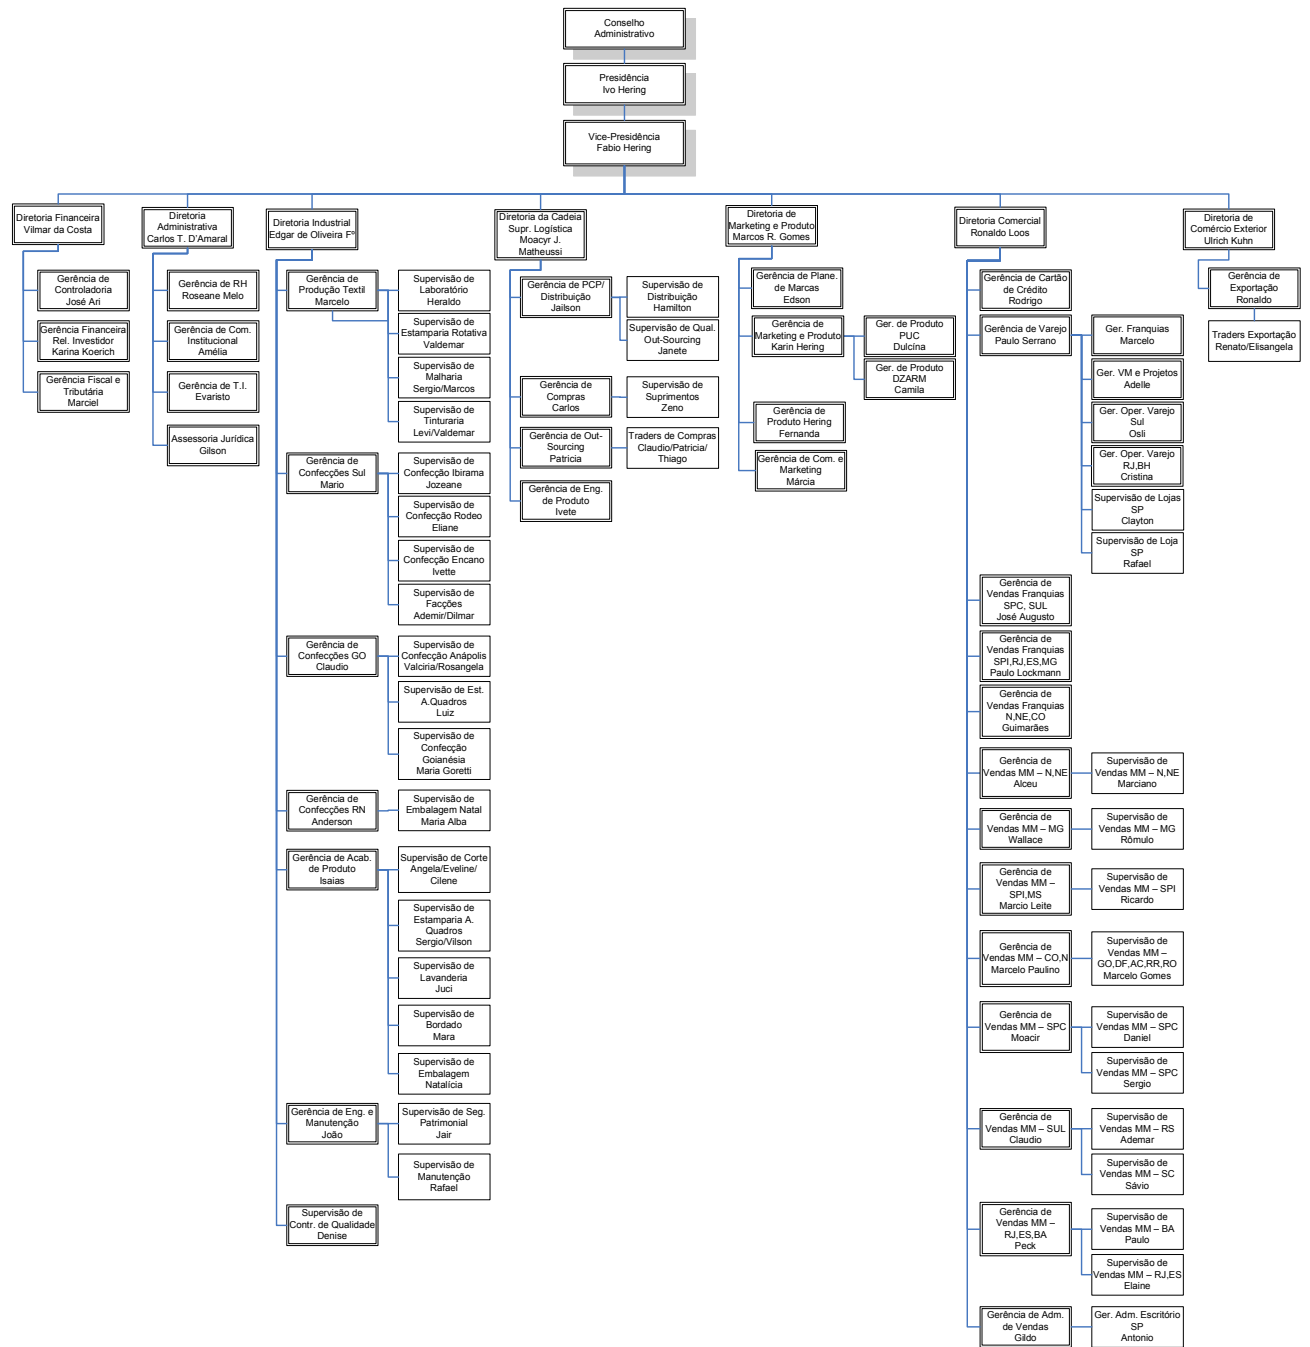 Conselho
Administrativo
Presidência
Ivo Hering
Vice-Presidência
Fabio Hering
Diretoria Financeira
Vilmar da Costa
Gerência de
Controladoria
José Ari
Gerência Financeira
Rel. Investidor
Karina Koerich
Gerência Fiscal e
Tributária
Marciel
Diretoria
Administrativa
Carlos T. D'Amaral
Gerência de RH
Roseane Melo
Gerência de Com.
Institucional
Amélia
Gerência de T.I.
Evaristo
Assessoria Jurídica
Gilson
Diretoria Industrial
Edgar de Oliveira Fº
Gerência de
Produção Textil
Marcelo
Supervisão de
Laboratório
Heraldo
Supervisão de
Estamparia Rotativa
Valdemar
Supervisão de
Malharia
Sergio/Marcos
Supervisão de
Tinturaria
Levi/Valdemar
Gerência de
Confecções Sul
Mario
Supervisão de
Confecção Ibirama
Jozeane
Supervisão de
Confecção Rodeo
Eliane
Supervisão de
Confecção Encano
Ivette
Supervisão de
Facções
Ademir/Dilmar
Gerência de
Confecções GO
Claudio
Supervisão de
Confecção Anápolis
Valciria/Rosangela
Supervisão de Est.
A.Quadros
Luiz
Supervisão de
Confecção
Goianésia
Maria Goretti
Gerência de
Confecções RN
Anderson
Supervisão de
Embalagem Natal
Maria Alba
Gerência de Acab.
de Produto
Isaias
Supervisão de Corte
Angela/Eveline/
Cilene
Supervisão de
Estamparia A.
Quadros
Sergio/Vilson
Supervisão de
Lavanderia
Juci
Supervisão de
Bordado
Mara
Supervisão de
Embalagem
Natalícia
Gerência de Eng. e
Manutenção
João
Supervisão de Seg.
Patrimonial
Jair
Supervisão de
Manutenção
Rafael
Supervisão de
Contr. de Qualidade
Denise
Diretoria da Cadeia
Supr. Logística
Moacyr J.
Matheussi
Gerência de PCP/
Distribuição
Jailson
Supervisão de
Distribuição
Hamilton
Supervisão de Qual.
Out-Sourcing
Janete
Gerência de
Compras
Carlos
Supervisão de
Suprimentos
Zeno
Gerência de Out-
Sourcing
Patricia
Traders de Compras
Claudio/Patricia/
Thiago
Gerência de Eng.
de Produto
Ivete
Diretoria de
Marketing e Produto
Marcos R. Gomes
Gerência de Plane.
de Marcas
Edson
Gerência de
Marketing e Produto
Karin Hering
Ger. de Produto
PUC
Dulcína
Ger. de Produto
DZARM
Camila
Gerência de
Produto Hering
Fernanda
Gerência de Com. e
Marketing
Márcia
Diretoria Comercial
Ronaldo Loos
Gerência de Cartão
de Crédito
Rodrigo
Gerência de Varejo
Paulo Serrano
Ger. Franquias
Marcelo
Ger. VM e Projetos
Adelle
Ger. Oper. Varejo
Sul
Osli
Ger. Oper. Varejo
RJ,BH
Cristina
Supervisão de Lojas
SP
Clayton
Supervisão de Loja
SP
Rafael
Gerência de
Vendas Franquias
SPC, SUL
José Augusto
Gerência de
Vendas Franquias
SPI,RJ,ES,MG
Paulo Lockmann
Gerência de
Vendas Franquias
N,NE,CO
Guimarães
Gerência de
Vendas MM – N,NE
Alceu
Supervisão de
Vendas MM – N,NE
Marciano
Gerência de
Vendas MM – MG
Wallace
Supervisão de
Vendas MM – MG
Rômulo
Gerência de
Vendas MM –
SPI,MS
Marcio Leite
Supervisão de
Vendas MM – SPI
Ricardo
Gerência de
Vendas MM – CO,N
Marcelo Paulino
Supervisão de
Vendas MM –
GO,DF,AC,RR,RO
Marcelo Gomes
Gerência de
Vendas MM – SPC
Moacir
Supervisão de
Vendas MM – SPC
Daniel
Supervisão de
Vendas MM – SPC
Sergio
Gerência de
Vendas MM – SUL
Claudio
Supervisão de
Vendas MM – RS
Ademar
Supervisão de
Vendas MM – SC
Sávio
Gerência de
Vendas MM –
RJ,ES,BA
Peck
Supervisão de
Vendas MM – BA
Paulo
Supervisão de
Vendas MM – RJ,ES
Elaine
Gerência de Adm.
de Vendas
Gildo
Ger. Adm. Escritório
SP
Antonio
Diretoria de
Comércio Exterior
Ulrich Kuhn
Gerência de
Exportação
Ronaldo
Traders Exportação
Renato/Elisangela